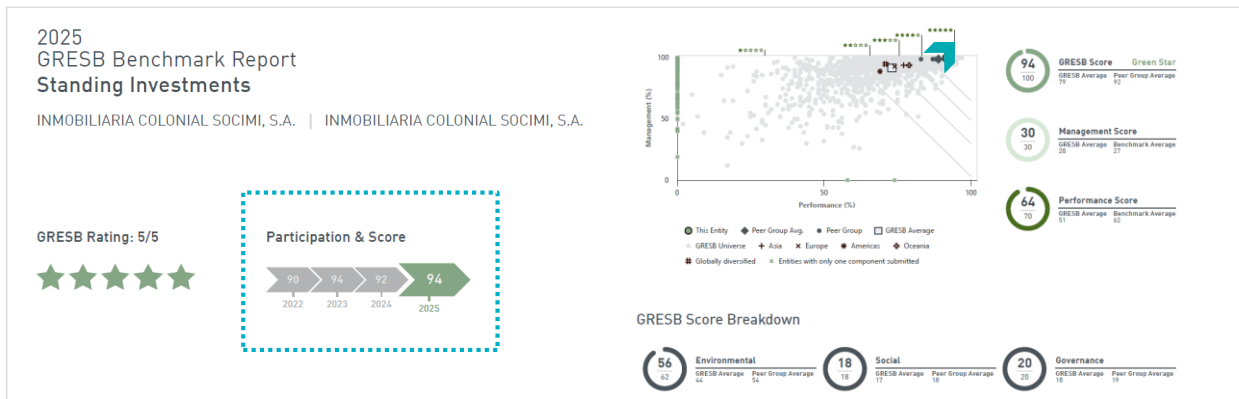 2025
GRESB Benchmark Report
Standing Investments
INMOBILIARIA COLONIAL SOCIMI, S.A. | INMOBILIARIA COLONIAL SOCIMI, S.A.
GRESB Rating: 5/5
Participation & Score
90 94 92 94
2022 2023 2024 2025
Management (%)
100
50
0
0 50 100
Performance (%)
This Entity Peer Group Avg. Peer Group GRESB Average
GRESB Universe Asia Europe Americas Oceania
Globally diversified Entities with only one component submitted
94
100
GRESB Score Green Star
GRESB Average Peer Group Average
79 92
30
30
Management Score
GRESB Average Benchmark Average
28 27
64
70
Performance Score
GRESB Average Benchmark Average
51 62
GRESB Score Breakdown
56
62
Environmental
GRESB Average Peer Group Average
44 54
18
18
Social
GRESB Average Peer Group Average
17 18
20
20
Governance
GRESB Average Peer Group Average
18 19